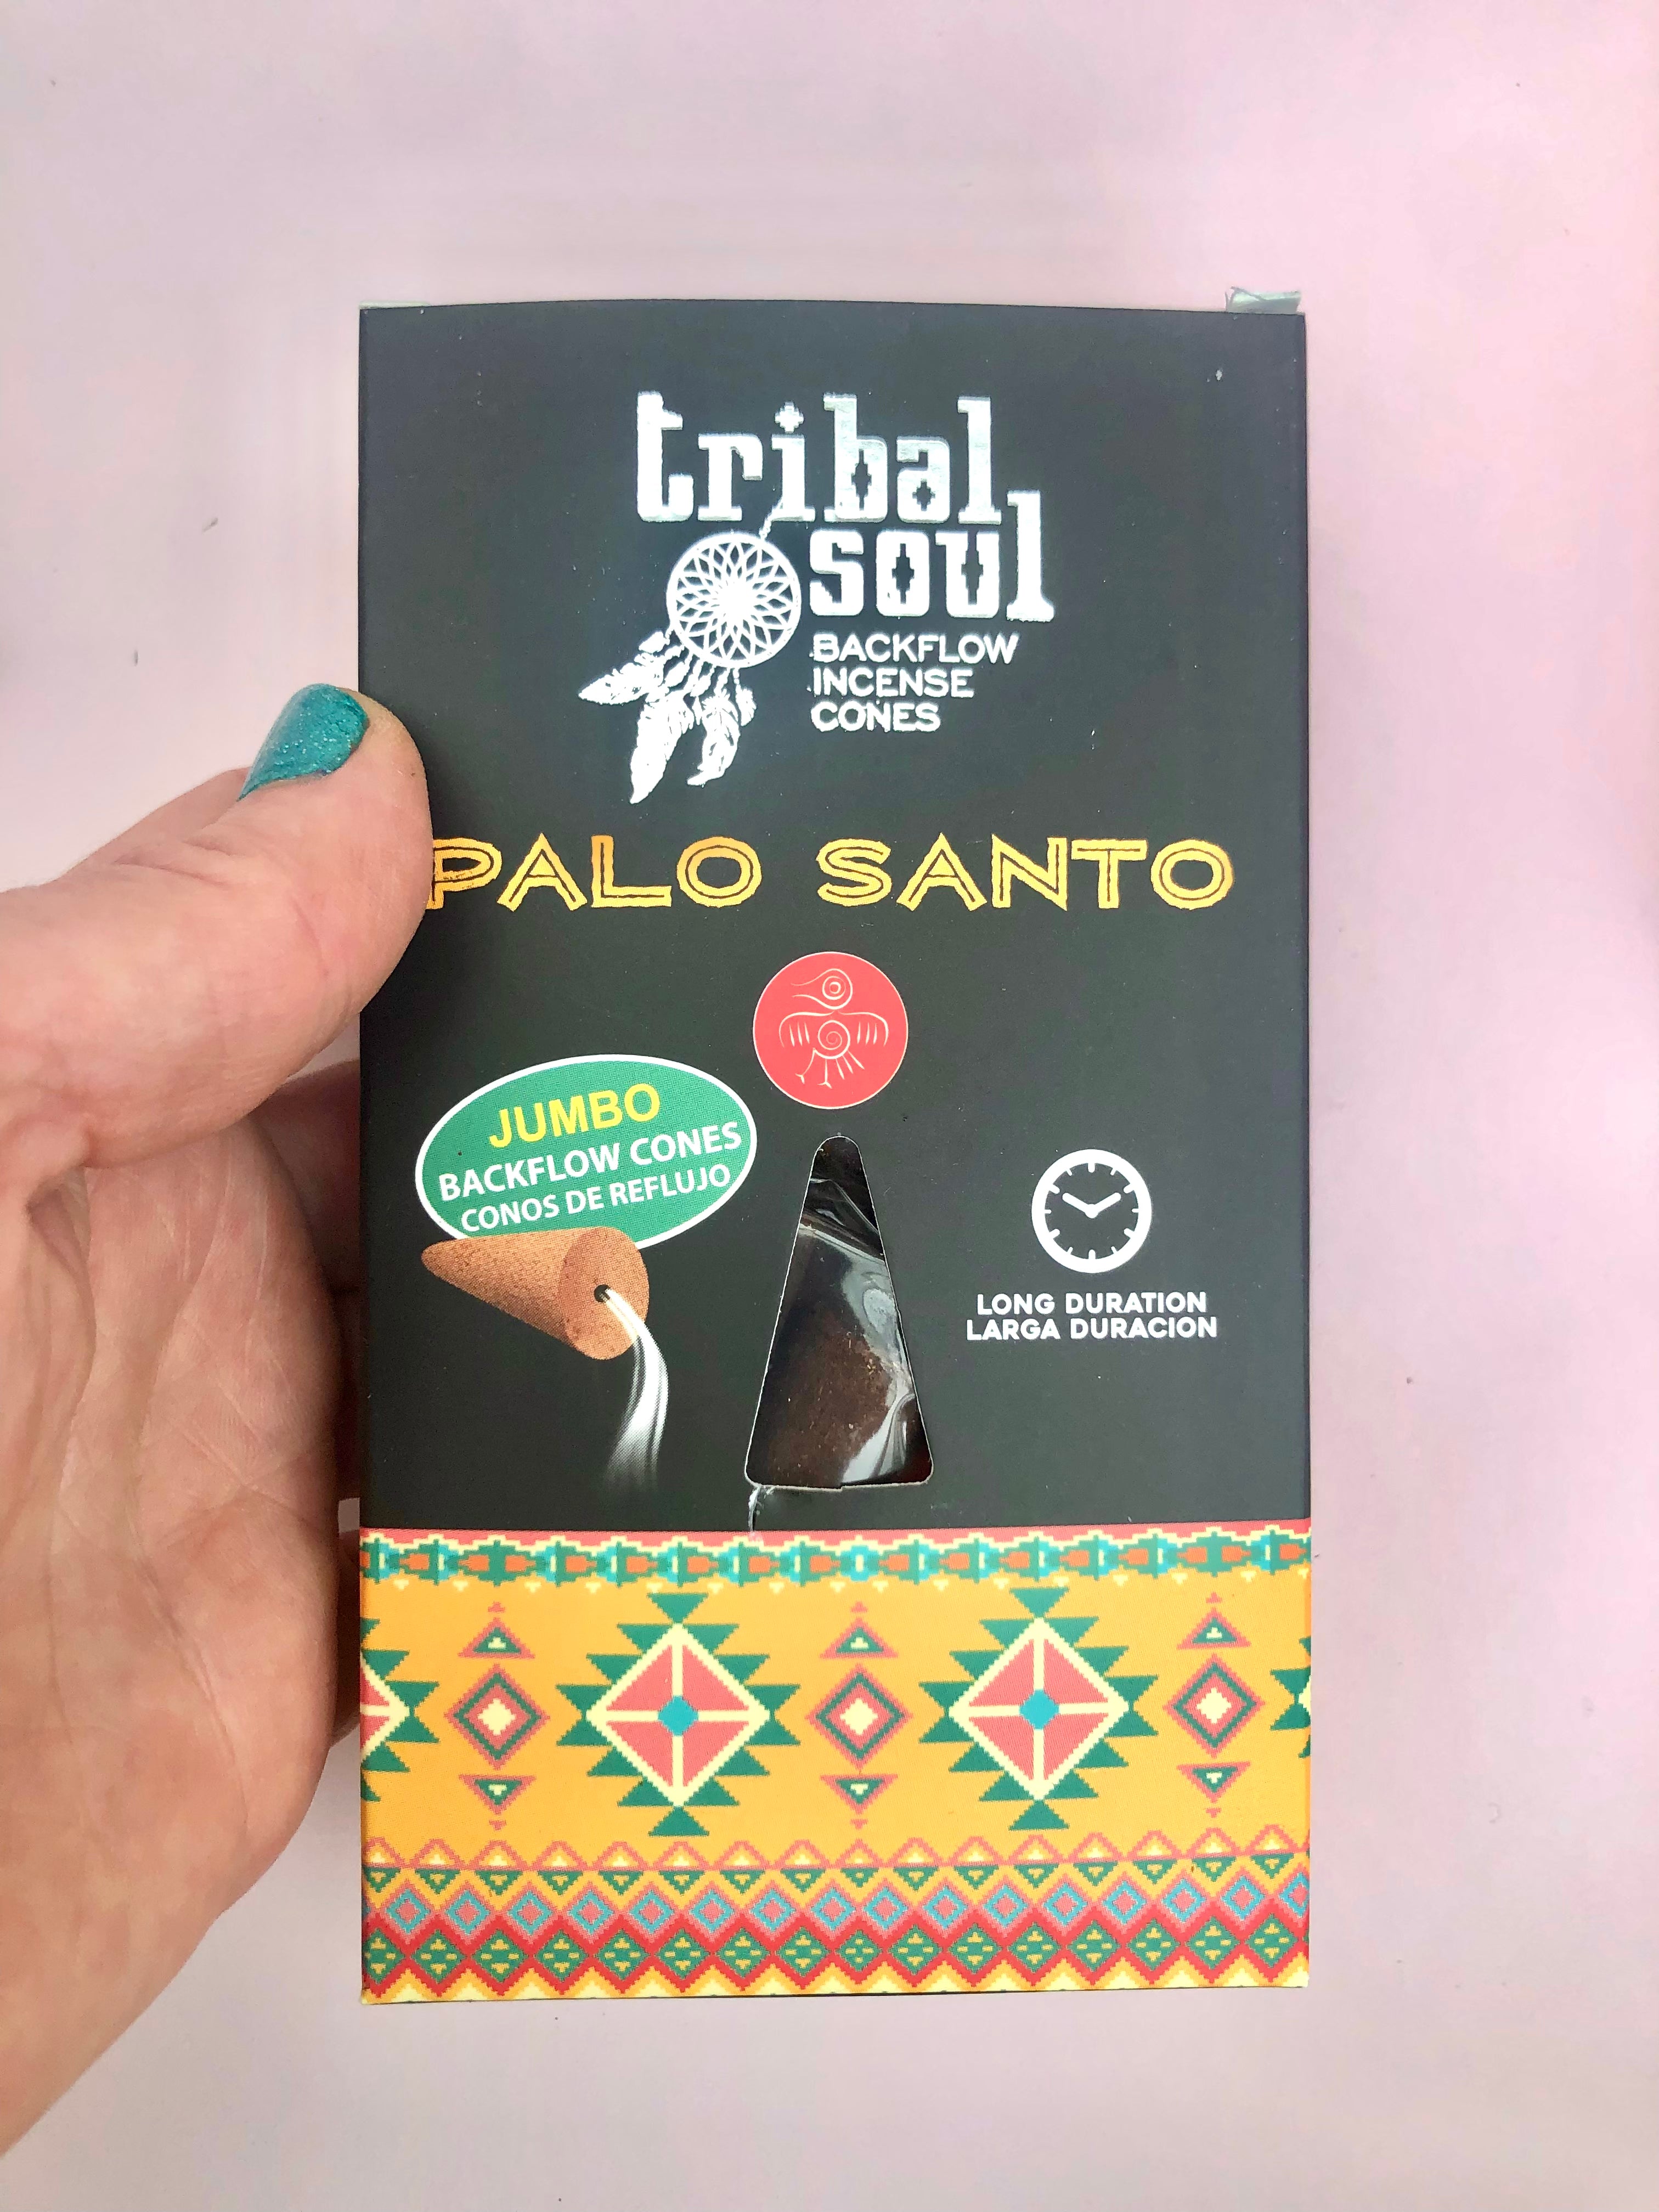 tribal
soul
BACKFLOW
INCENSE
CONES
PALO SANTO
JUMBO
BACKFLOW CONES
CONOS DE REFLUJO
LONG DURATION
LARGA DURACION